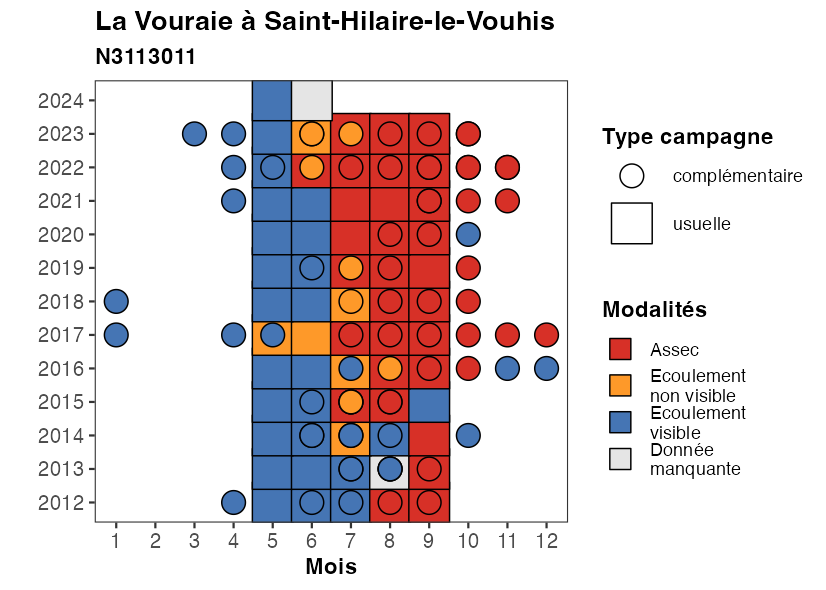 La Vouraie à Saint-Hilaire-le-Vouhis
N3113011
2024
2023
2022
2021
2020
2019
2018
2017
2016
2015
2014
2013
2012
1 2 3 4 5 6 7 8 9 10 11 12
Mois
Type campagne
complémentaire
usuelle
Modalités
Assec
Ecoulement
non visible
Ecoulement
visible
Donnée
manquante